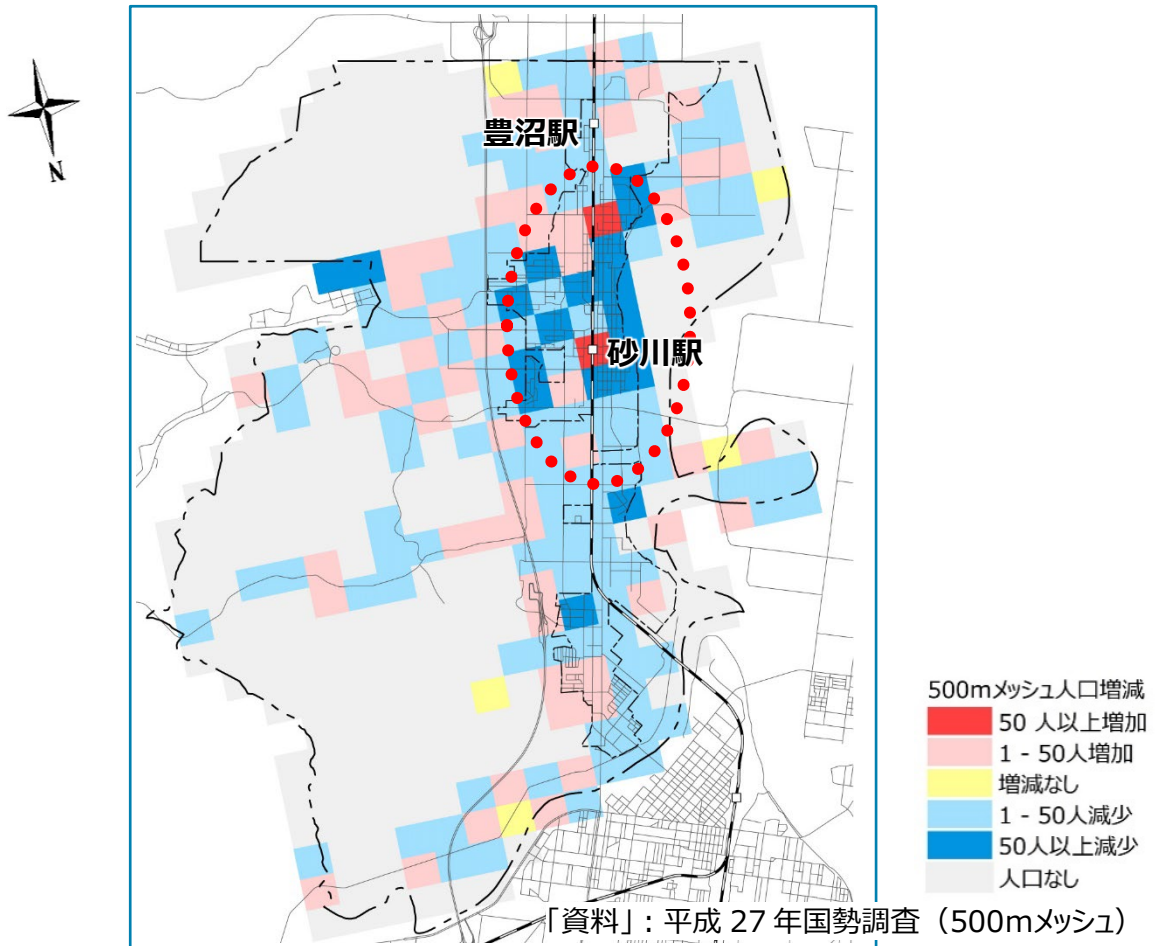 N
豊沼駅
砂川駅
500mメッシュ人口増減
50 人以上増加
1 - 50人増加
増減なし
1 - 50人減少
50人以上減少
人口なし
「資料」：平成 27 年国勢調査（500mメッシュ）